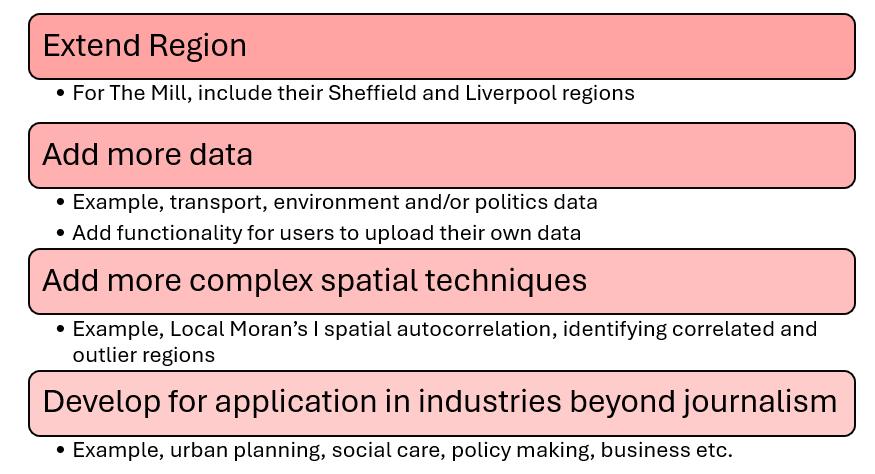 Extend Region
• For The Mill, include their Sheffield and Liverpool regions
Add more data
• Example, transport, environment and/or politics data
• Add functionality for users to upload their own data
Add more complex spatial techniques
• Example, Local Moran’s I spatial autocorrelation, identifying correlated and
outlier regions
Develop for application in industries beyond journalism
• Example, urban planning, social care, policy making, business etc.